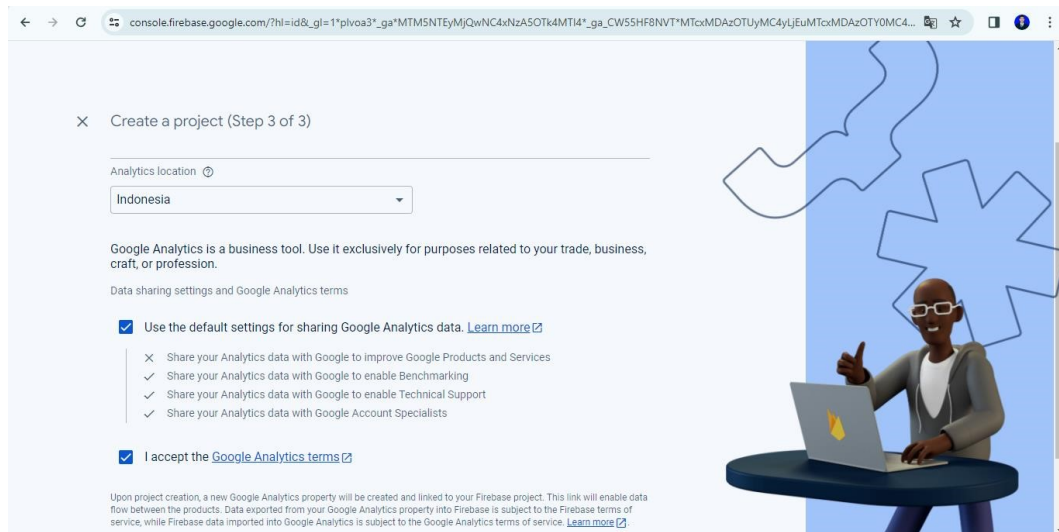 console.firebase.google.com/?hl=id&_gl=1*plvoa3*_ga*MTM5NTEyMjQwNC4xNzA5OTk4MTI4*_ga_CW55HF8NVT*MTcxMDAzOTUyMC4yLjEuMTcxMDAzOTY0MC4...
Create a project (Step 3 of 3)
Analytics location
Indonesia
Google Analytics is a business tool. Use it exclusively for purposes related to your trade, business,
craft, or profession.
Data sharing settings and Google Analytics terms
Use the default settings for sharing Google Analytics data. Learn more
Share your Analytics data with Google to improve Google Products and Services
Share your Analytics data with Google to enable Benchmarking
Share your Analytics data with Google to enable Technical Support
Share your Analytics data with Google Account Specialists
I accept the Google Analytics terms
Upon project creation, a new Google Analytics property will be created and linked to your Firebase project. This link will enable data
flow between the products. Data exported from your Google Analytics property into Firebase is subject to the Firebase terms of
service, while Firebase data imported into Google Analytics is subject to the Google Analytics terms of service. Learn more.